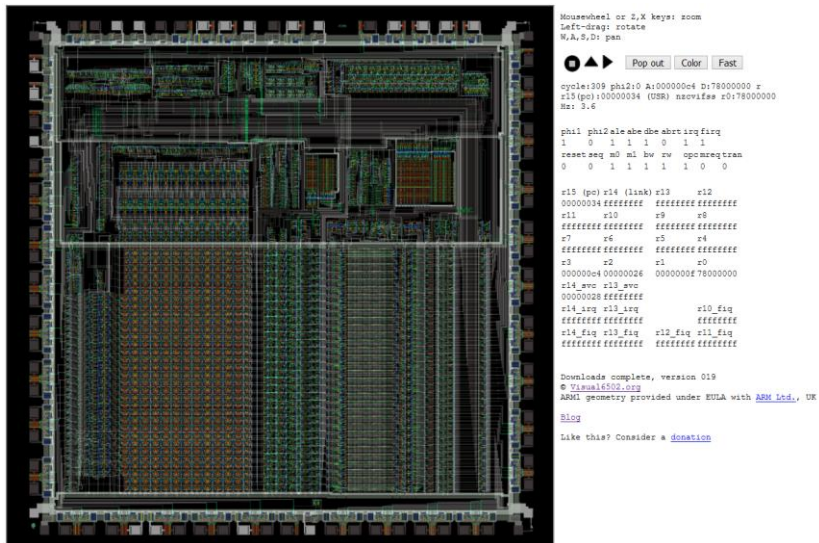 Mousewheel or Z,X keys: zoom
Left-drag: rotate
W,A,S,D: pan
Pop out Color Fast
cycle:309 phi2:0 A:000000c4 D:78000000 r
r15(pc):00000034 (USR) nzcvifss r0:78000000
Hz: 3.6
phi1 phi2 ale abe dbe abrt irq firq
1 0 1 1 1 0 1 1
reset seq m0 m1 bw rw opc mreq tran
0 0 1 1 1 1 1 0 0
r15 (pc) r14 (link) r13 r12
00000034 ffffffff ffffffff ffffffff
r11 r10 r9 r8
ffffffff ffffffff ffffffff ffffffff
r7 r6 r5 r4
ffffffff ffffffff ffffffff ffffffff
r3 r2 r1 r0
000000c4 00000026 0000000f 78000000
r14_svc r13_svc
00000028 ffffffff
r14_irq r13_irq r10_fiq
ffffffff ffffffff ffffffff
r14_fiq r13_fiq r12_fiq r11_fiq
ffffffff ffffffff ffffffff ffffffff
Downloads complete, version 019
© Visual6502.org
ARM1 geometry provided under EULA with ARM Ltd., UK
Blog
Like this? Consider a donation